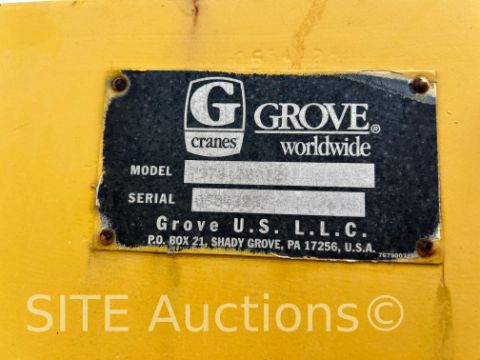 G
cranes
GROVE®
worldwide
MODEL
SERIAL
Grove U.S. L.L.C.
P.O. BOX 21, SHADY GROVE, PA 17256, U.S.A.
SITE Auctions©